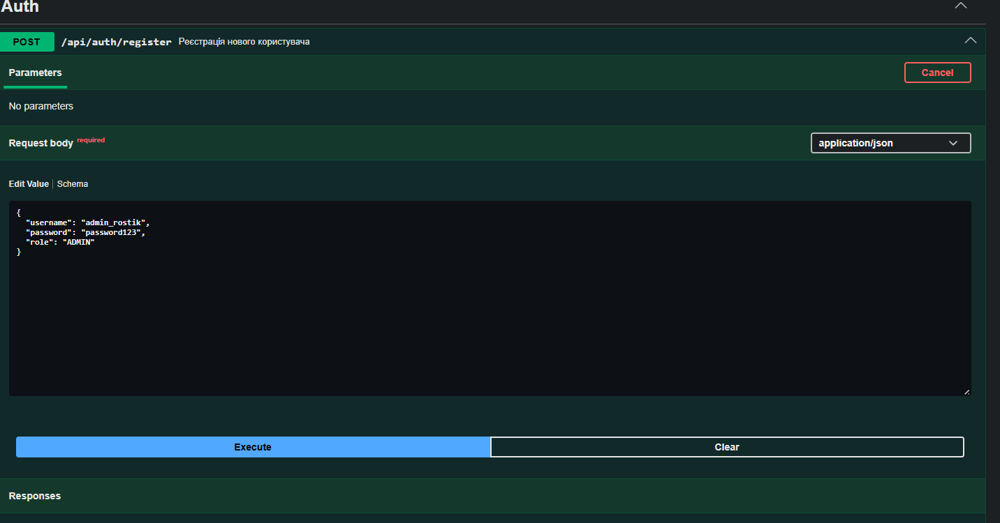 Auth
POST /api/auth/register Реєстрація нового користувача
Parameters Cancel
No parameters
Request body required application/json
Edit Value | Schema
{
  "username": "admin_rostik",
  "password": "password123",
  "role": "ADMIN"
}
Execute Clear
Responses